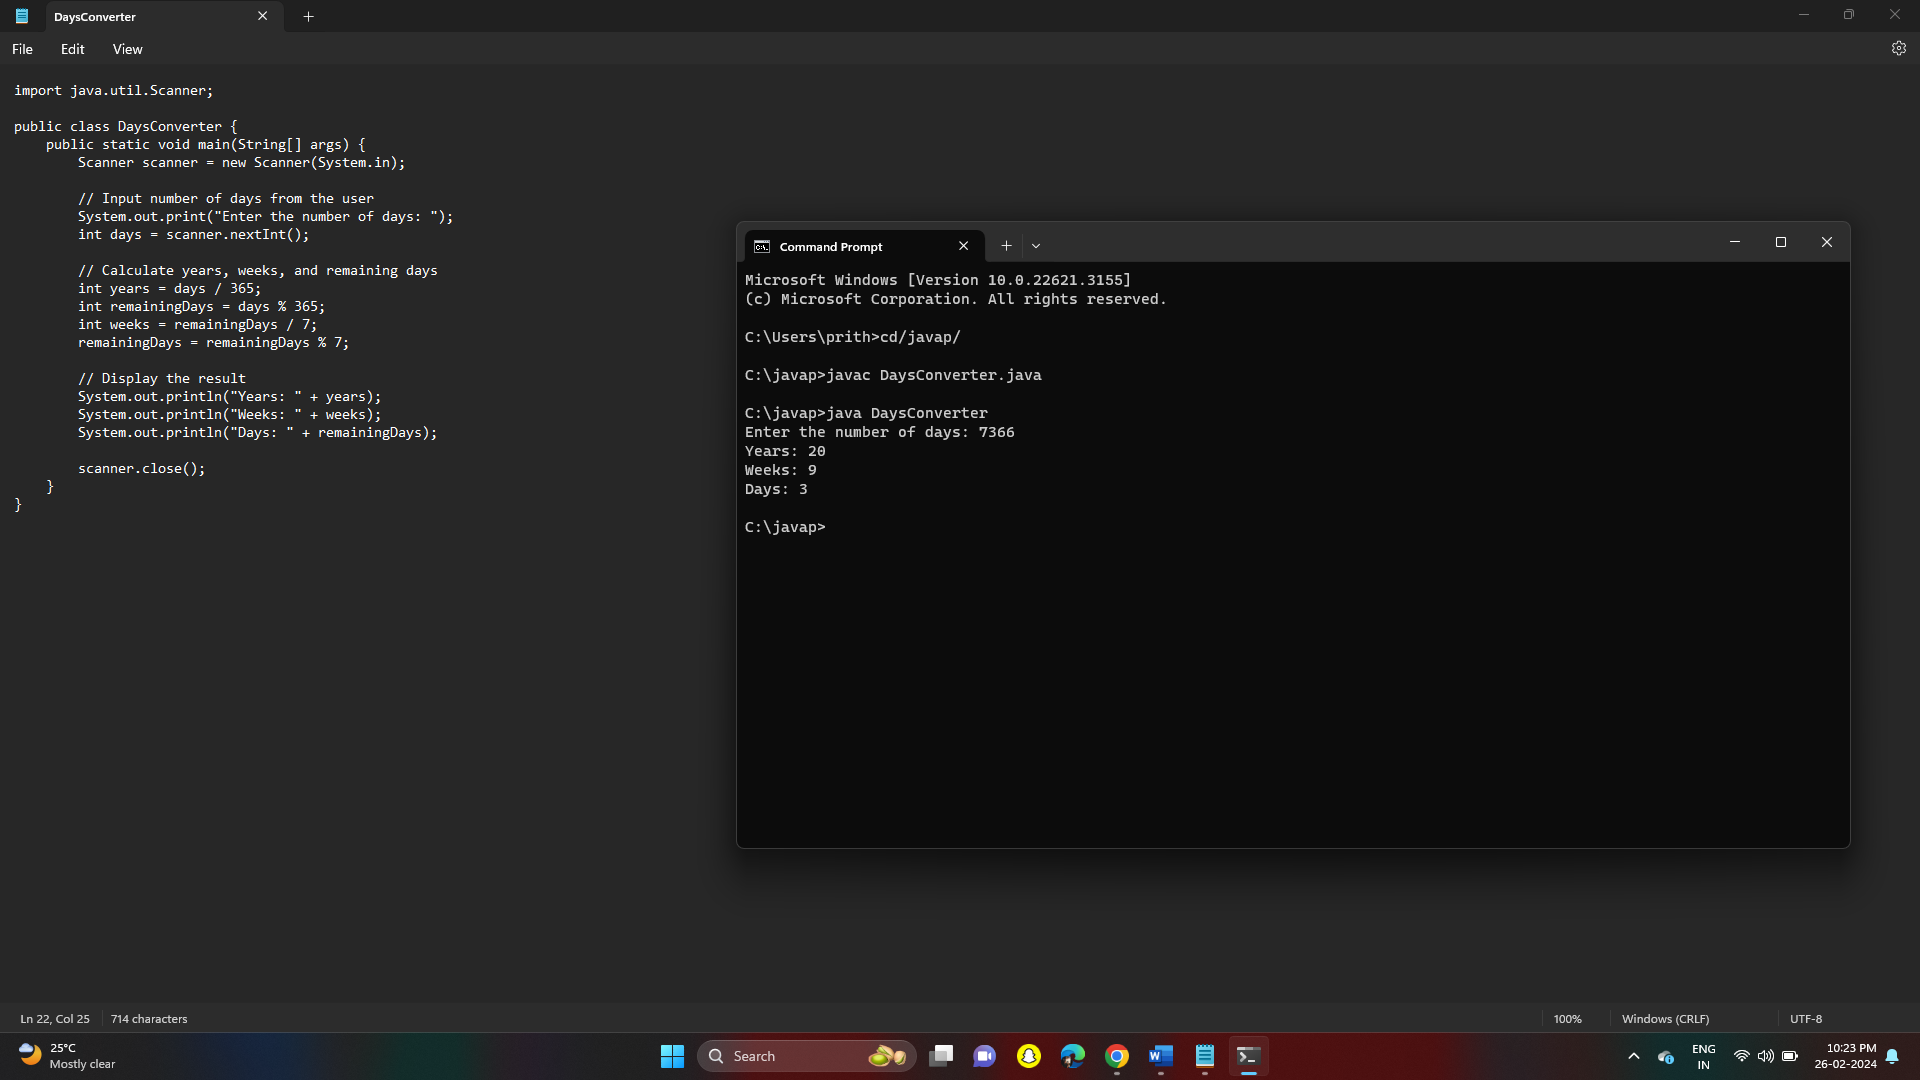 DaysConverter
File Edit View
import java.util.Scanner;
public class DaysConverter {
    public static void main(String[] args) {
        Scanner scanner = new Scanner(System.in);
        // Input number of days from the user
        System.out.print("Enter the number of days: ");
        int days = scanner.nextInt();
        // Calculate years, weeks, and remaining days
        int years = days / 365;
        int remainingDays = days % 365;
        int weeks = remainingDays / 7;
        remainingDays = remainingDays % 7;
        // Display the result
        System.out.println("Years: " + years);
        System.out.println("Weeks: " + weeks);
        System.out.println("Days: " + remainingDays);
        scanner.close();
    }
}
Command Prompt
Microsoft Windows [Version 10.0.22621.3155]
(c) Microsoft Corporation. All rights reserved.
C:\Users\prith>cd/javap/
C:\javap>javac DaysConverter.java
C:\javap>java DaysConverter
Enter the number of days: 7366
Years: 20
Weeks: 9
Days: 3
C:\javap>
Ln 22, Col 25 714 characters 100% Windows (CRLF) UTF-8
25°C
Mostly clear
Search
ENG
IN
10:23 PM
26-02-2024